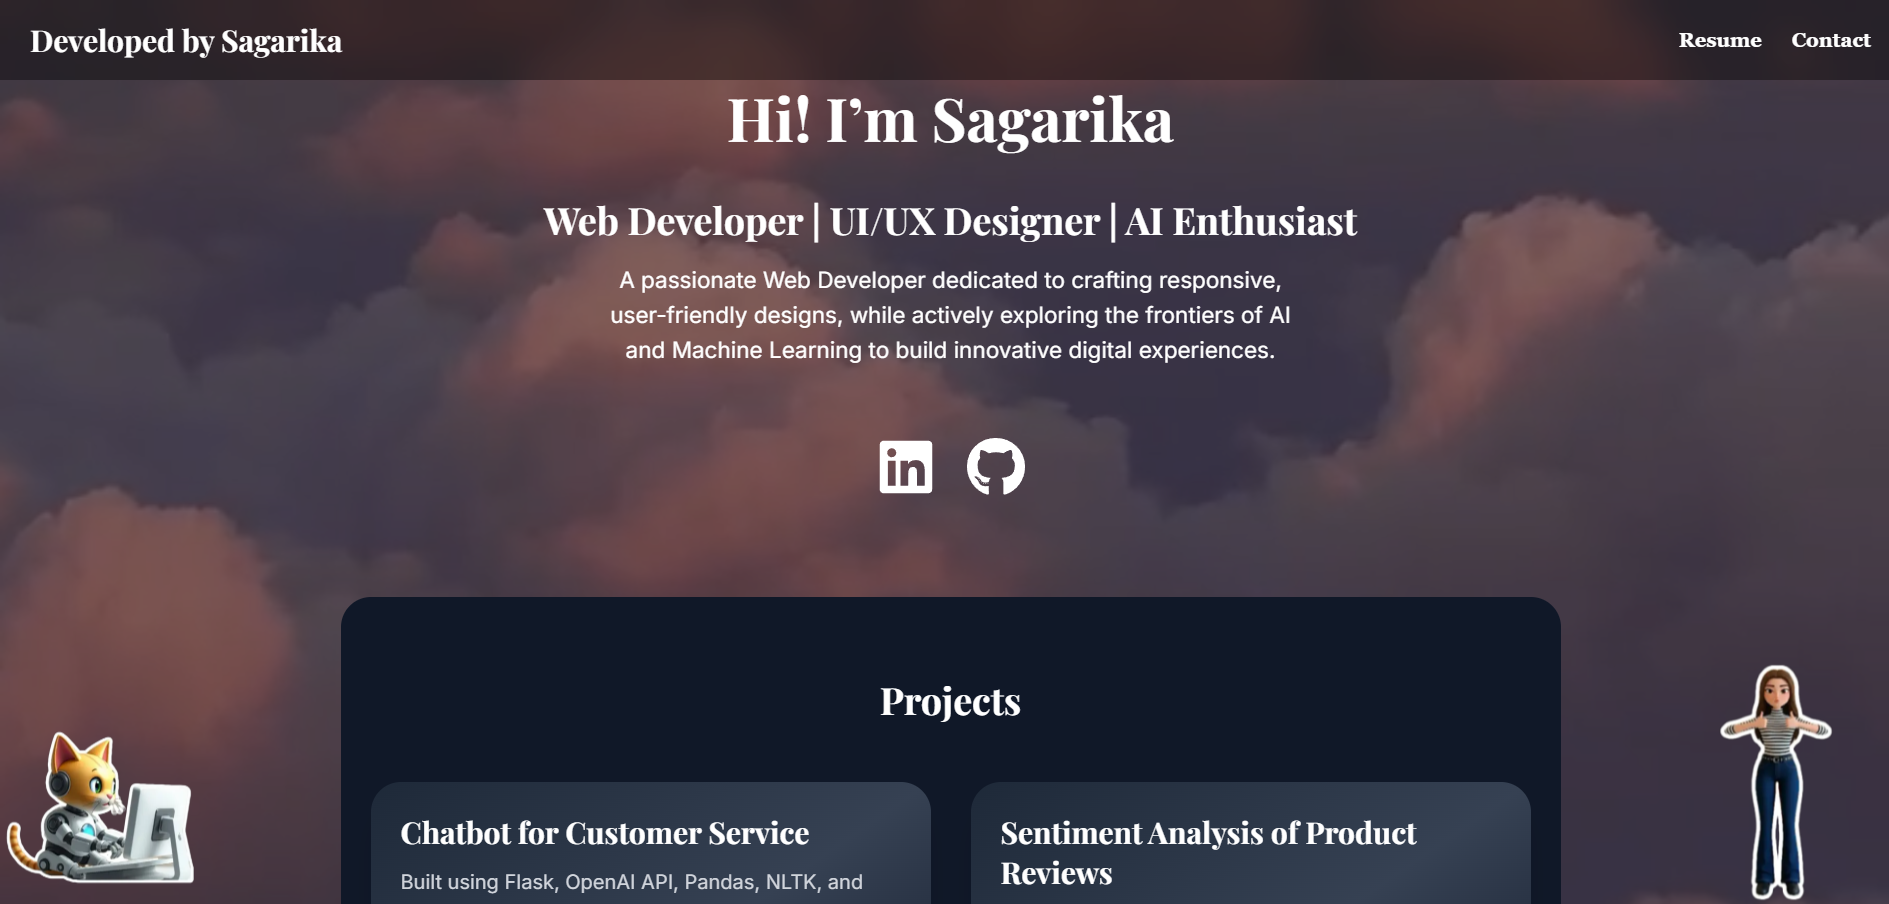 Developed by Sagarika
Resume
Contact
Hi! I’m Sagarika
Web Developer | UI/UX Designer | AI Enthusiast
A passionate Web Developer dedicated to crafting responsive,
user-friendly designs, while actively exploring the frontiers of AI
and Machine Learning to build innovative digital experiences.
in
Projects
Chatbot for Customer Service
Built using Flask, OpenAI API, Pandas, NLTK, and
Sentiment Analysis of Product
Reviews